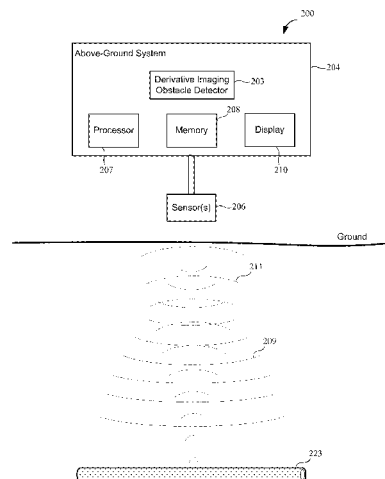 200
Above-Ground System
204
Derivative Imaging
Obstacle Detector
203
208
Processor
Memory
Display
207
210
Sensor(s)
206
Ground
211
209
223